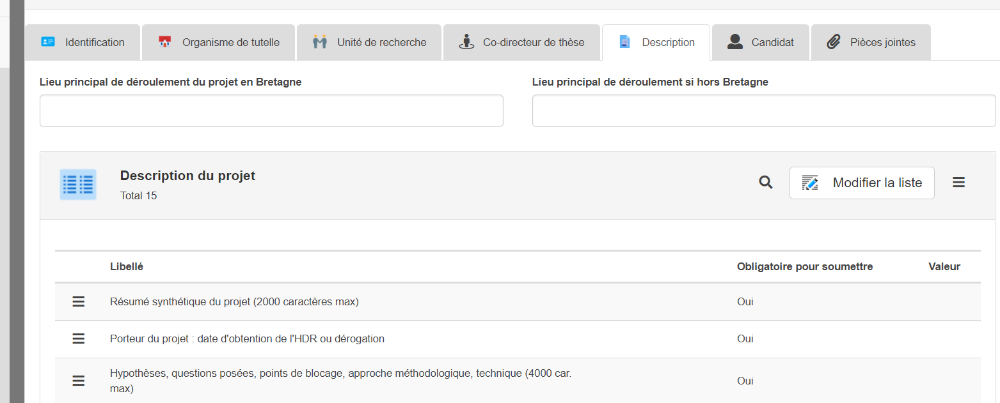 Identification
Organisme de tutelle
Unité de recherche
Co-directeur de thèse
Description
Candidat
Pièces jointes
Lieu principal de déroulement du projet en Bretagne
Lieu principal de déroulement si hors Bretagne
Description du projet
Total 15
Modifier la liste
Libellé
Obligatoire pour soumettre
Valeur
Résumé synthétique du projet (2000 caractères max)
Oui
Porteur du projet : date d'obtention de l'HDR ou dérogation
Oui
Hypothèses, questions posées, points de blocage, approche méthodologique, technique (4000 car.
max)
Oui